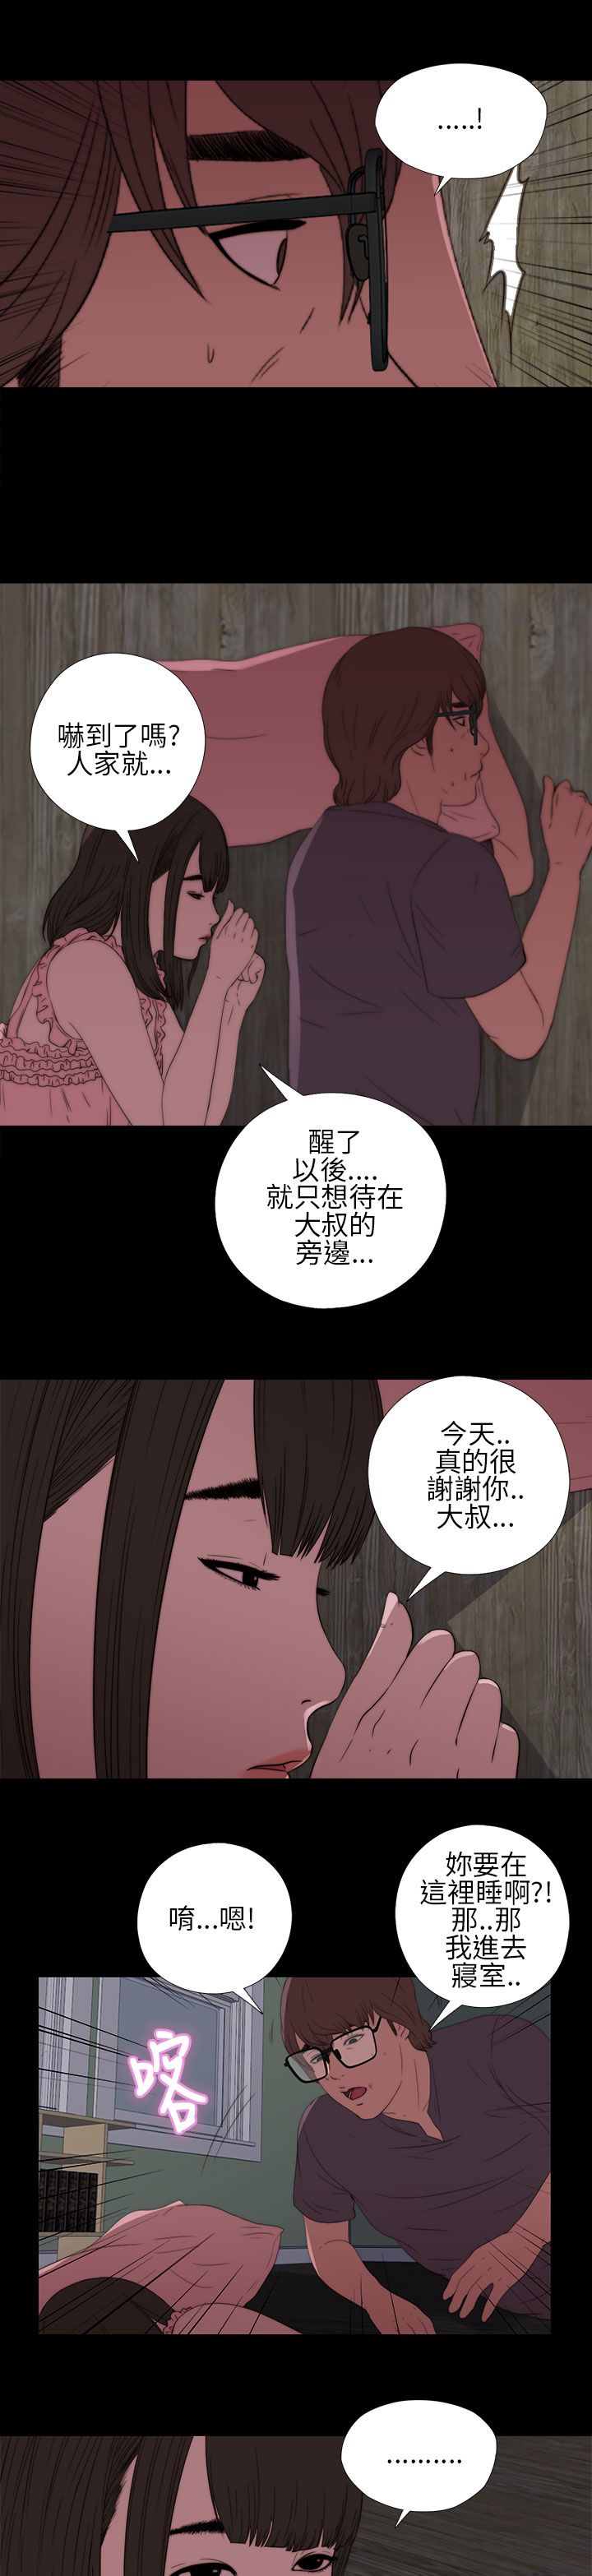 .....!
嚇到了嗎?
人家就...
醒了
以後....
就只想待在
大叔的
旁邊...
今天..
真的很
謝謝你..
大叔...
唷...嗯!
妳要在
這裡睡啊?!
那..那
我進去
寢室..
喀
..........